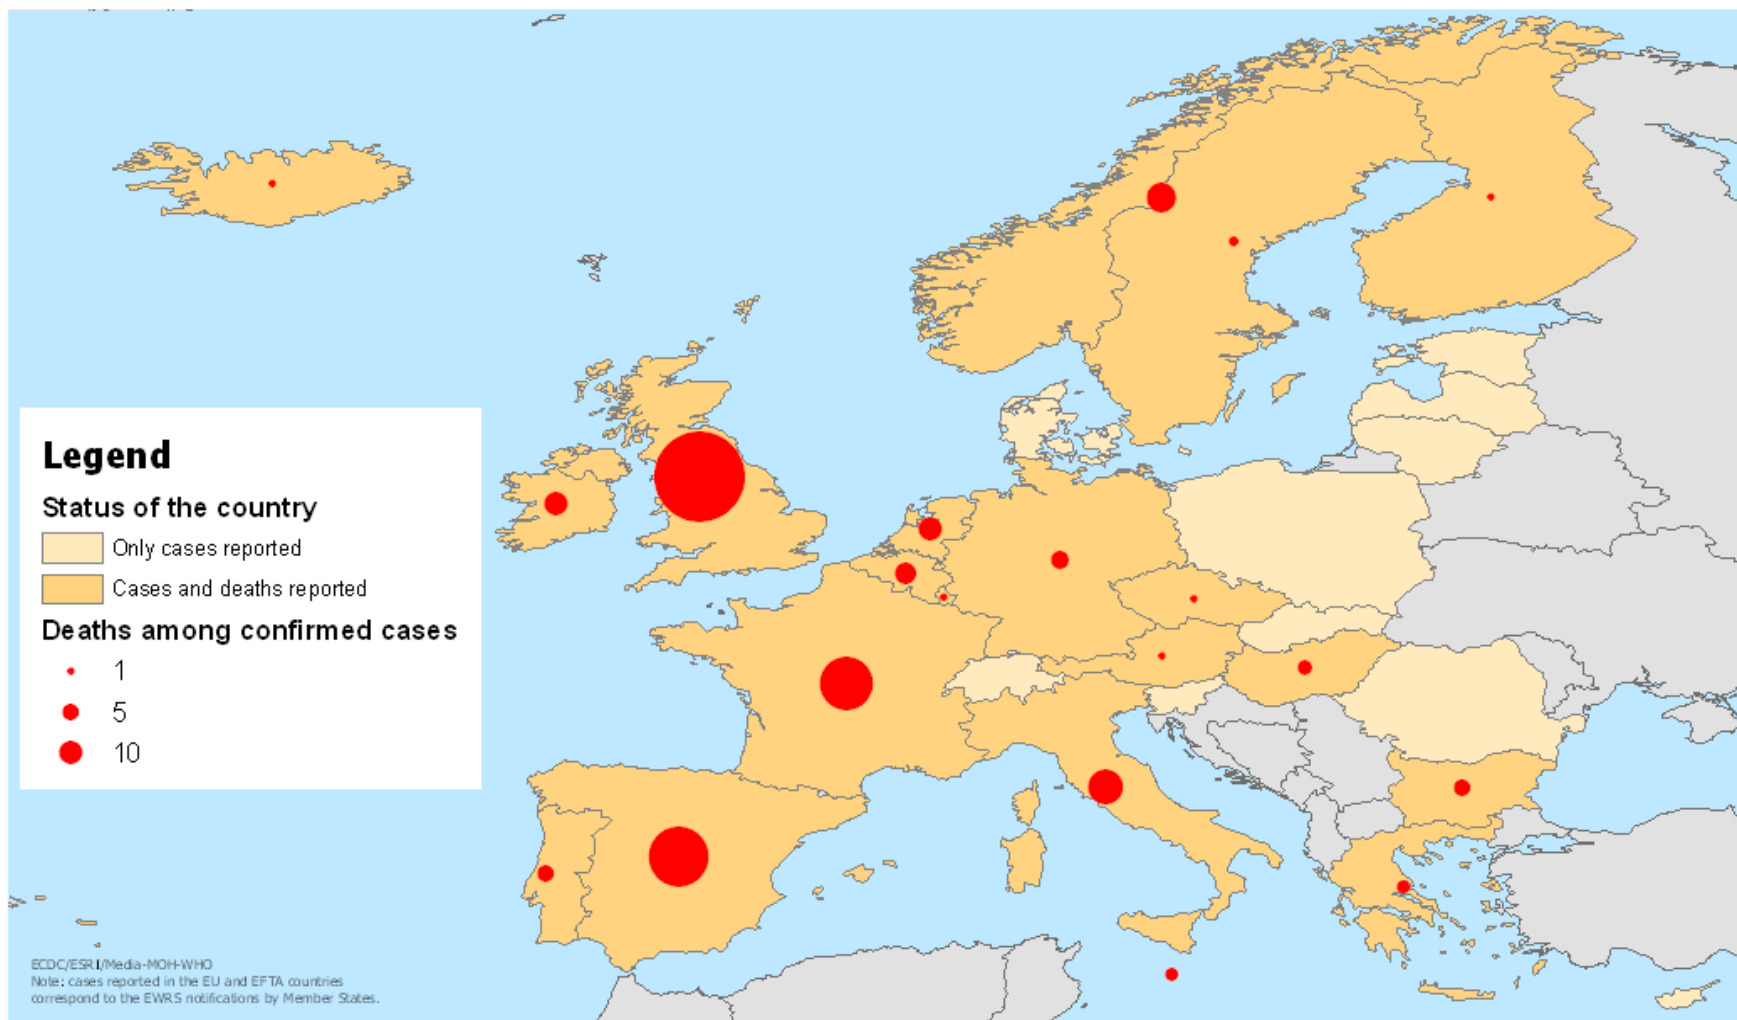 Legend
Status of the country
Only cases reported
Cases and deaths reported
Deaths among confirmed cases
1
5
10
ECDC/ESRI/Media-MOH-WHO
Note: cases reported in the EU and EFTA countries
correspond to the EWRS notifications by Member States.